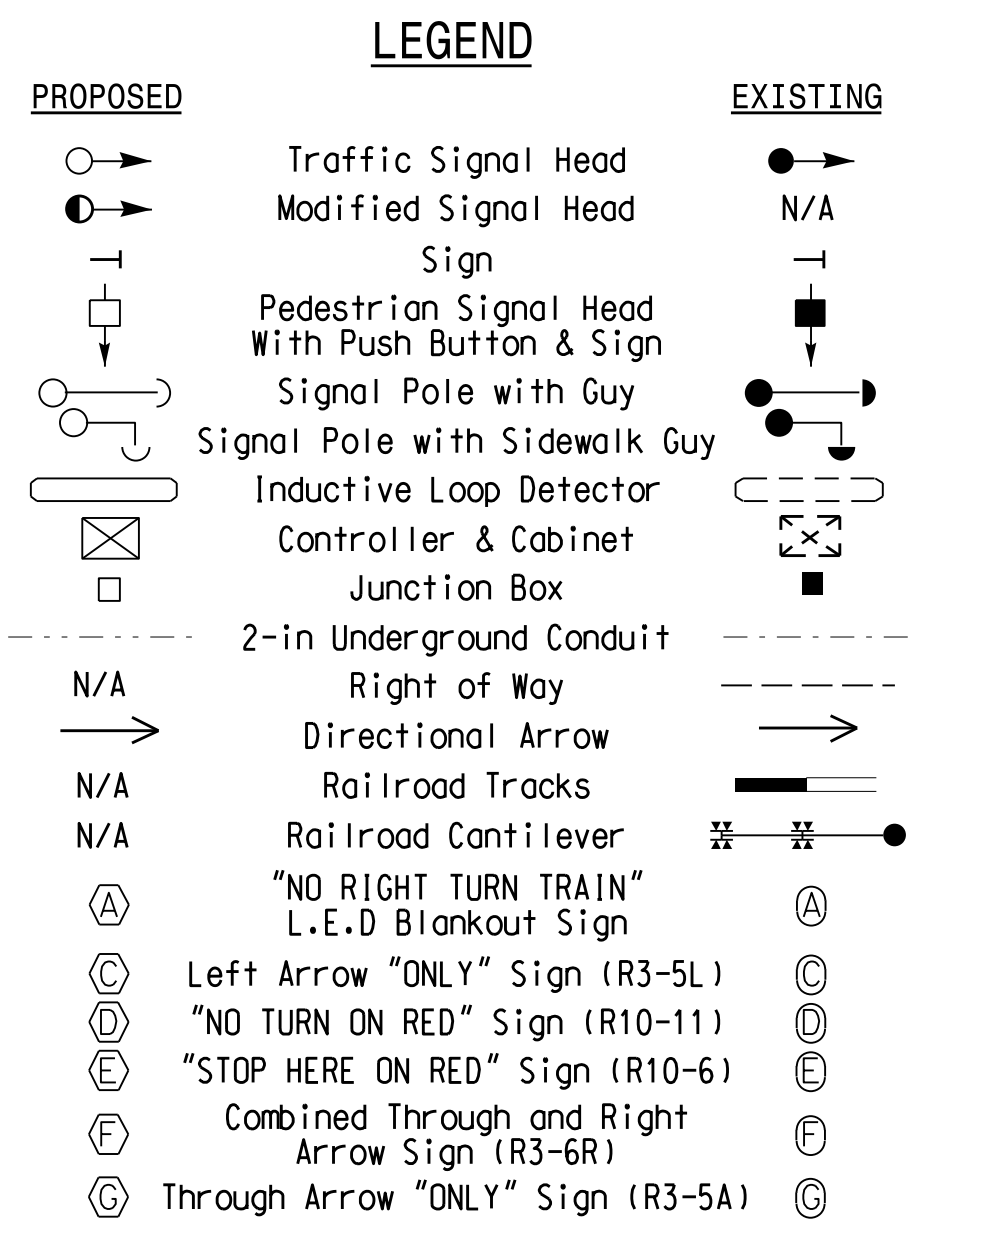 LEGEND
PROPOSED EXISTING
Traffic Signal Head
Modified Signal Head N/A
Sign
Pedestrian Signal Head
With Push Button & Sign
Signal Pole with Guy
Signal Pole with Sidewalk Guy
Inductive Loop Detector
Controller & Cabinet
Junction Box
2-in Underground Conduit
N/A Right of Way
Directional Arrow
N/A Railroad Tracks
N/A Railroad Cantilever
"NO RIGHT TURN TRAIN"
A L.E.D Blankout Sign A
C Left Arrow "ONLY" Sign (R3-5L) C
D "NO TURN ON RED" Sign (R10-11) D
E "STOP HERE ON RED" Sign (R10-6) E
Combined Through and Right
F Arrow Sign (R3-6R) F
G Through Arrow "ONLY" Sign (R3-5A) G